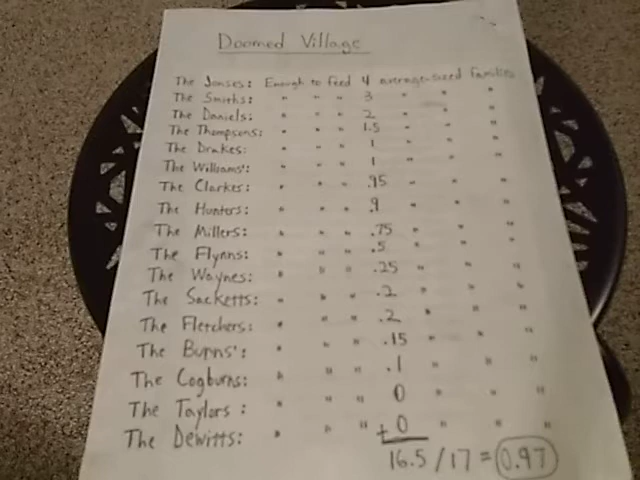 Doomed Village
The Jonses: Enough to feed 4 average-sized families
The Smiths: " " " 3 " " "
The Daniels: " " " 2 " " "
The Thompsons: " " " 1.5 " " "
The Drakes: " " " 1 " " "
The Williams': " " " 1 " " "
The Clarkes: " " " .95 " " "
The Hunters: " " " .9 " " "
The Millers: " " " .75 " " "
The Flynns: " " " .5 " " "
The Waynes: " " " .25 " " "
The Sacketts: " " " .2 " " "
The Fletchers: " " " .2 " " "
The Burns': " " " .15 " " "
The Cogburns: " " " .1 " " "
The Taylors: " " " 0 " " "
The Dewitts: " " " + 0 " " "
16.5/17 = 0.97